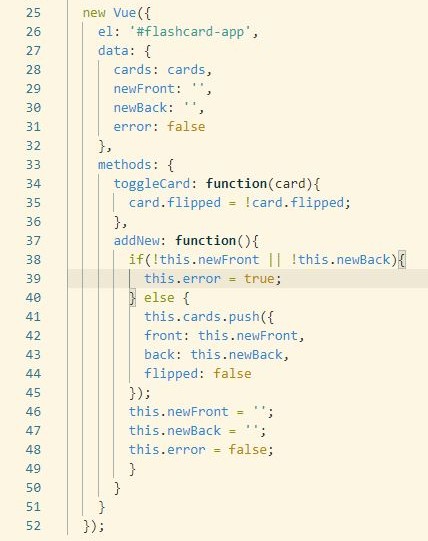 25 new Vue({
26 el: '#flashcard-app',
27 data: {
28 cards: cards,
29 newFront: '',
30 newBack: '',
31 error: false
32 },
33 methods: {
34 toggleCard: function(card){
35 card.flipped = !card.flipped;
36 },
37 addNew: function(){
38 if(!this.newFront || !this.newBack){
39 this.error = true;
40 } else {
41 this.cards.push({
42 front: this.newFront,
43 back: this.newBack,
44 flipped: false
45 });
46 this.newFront = '';
47 this.newBack = '';
48 this.error = false;
49 }
50 }
51 }
52 });